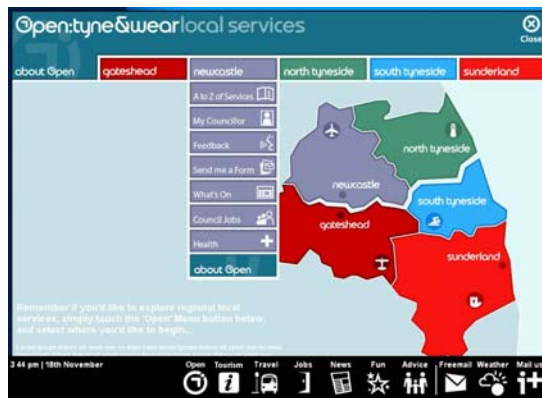 Open:tyne&wear local services
Close
about Open
gateshead
newcastle
north tyneside
south tyneside
sunderland
A to Z of Services
My Councillor
Feedback
Send me a Form
What's On
Council Jobs
Health
about Open
north tyneside
newcastle
south tyneside
gateshead
sunderland
Remember if you'd like to explore regional local
services, simply touch the 'Open' Menu button below,
and select where you'd like to begin...
3 44 pm | 18th November
Open Tourism Travel Jobs News Fun Advice Freemail Weather Mail us